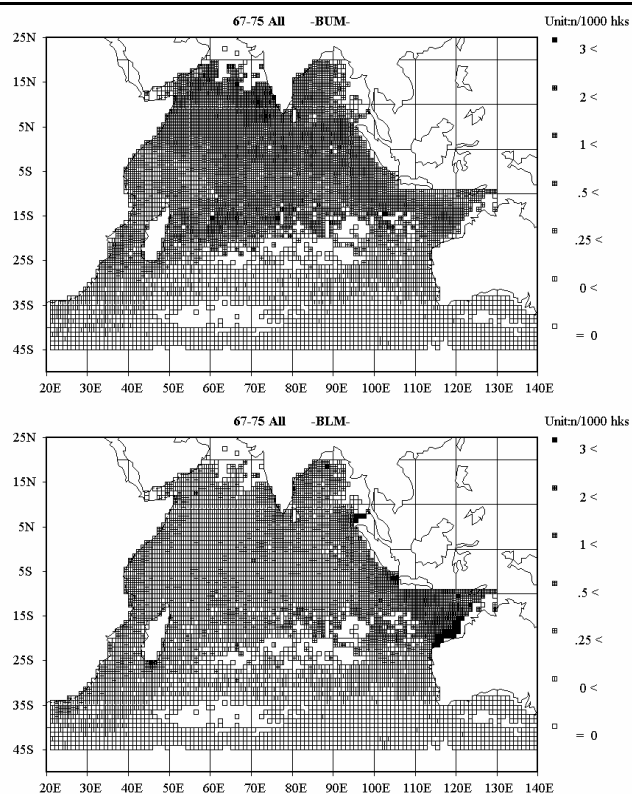 67-75 All -BUM- Unit:n/1000 hks
25N
15N
5N
5S
15S
25S
35S
45S
20E 30E 40E 50E 60E 70E 80E 90E 100E 110E 120E 130E 140E
3 <
2 <
1 <
.5 <
.25 <
0 <
= 0
67-75 All -BLM- Unit:n/1000 hks
25N
15N
5N
5S
15S
25S
35S
45S
20E 30E 40E 50E 60E 70E 80E 90E 100E 110E 120E 130E 140E
3 <
2 <
1 <
.5 <
.25 <
0 <
= 0